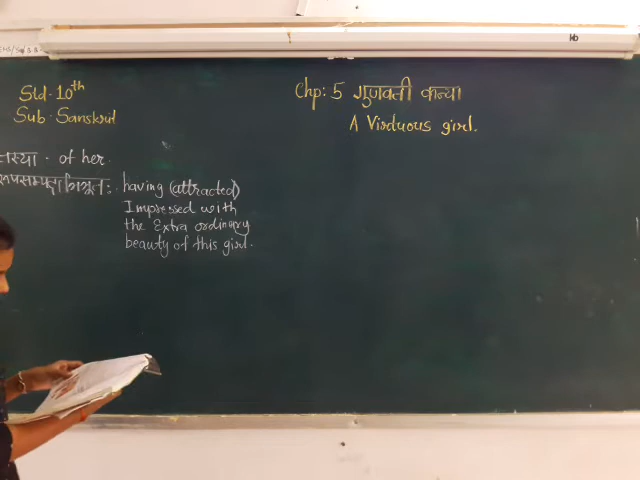 Std. 10th
Sub. Sanskrit
Chp: 5 गुणवती कन्या
A Virduous girl.
तस्या . of her.
having (attracted)
Impressed with
the Extra ordinary
beauty of this girl.